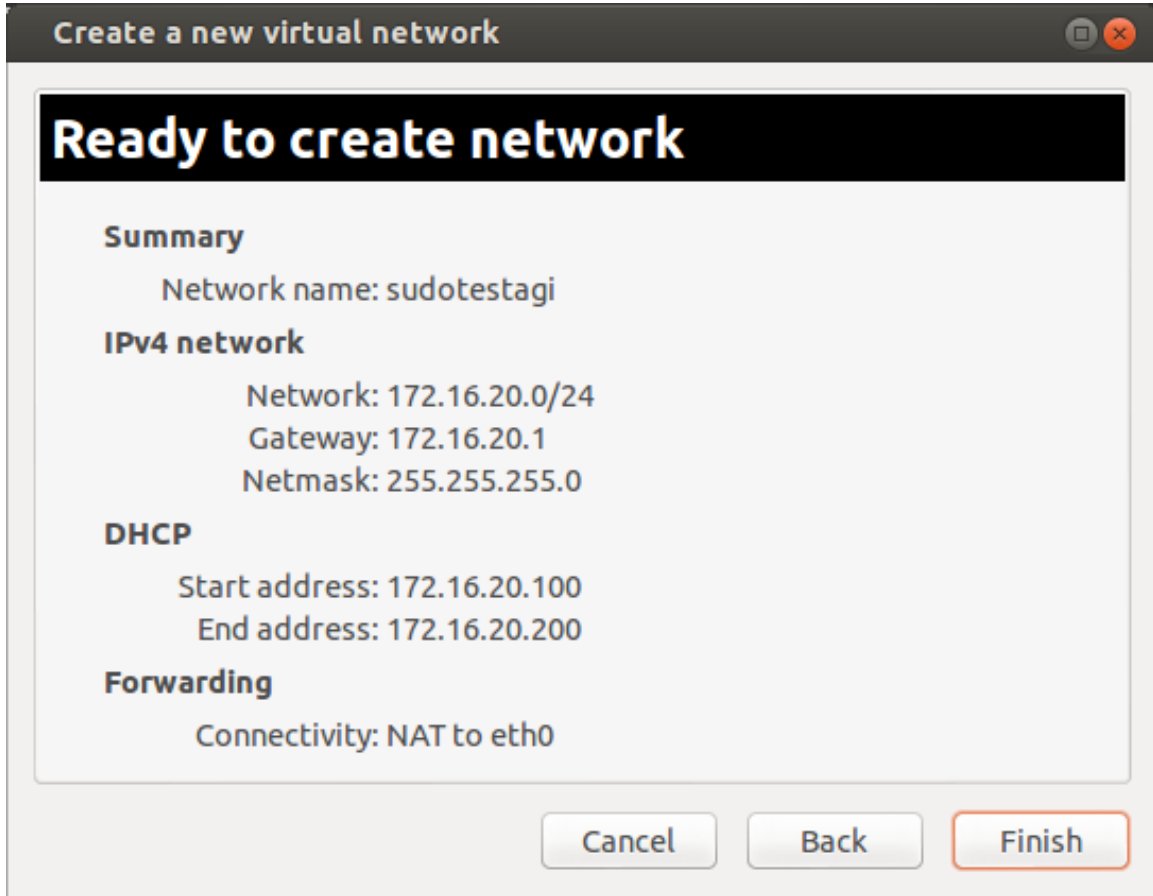 Create a new virtual network
Ready to create network
Summary
Network name: sudotestagi
IPv4 network
Network: 172.16.20.0/24
Gateway: 172.16.20.1
Netmask: 255.255.255.0
DHCP
Start address: 172.16.20.100
End address: 172.16.20.200
Forwarding
Connectivity: NAT to eth0
Cancel Back Finish